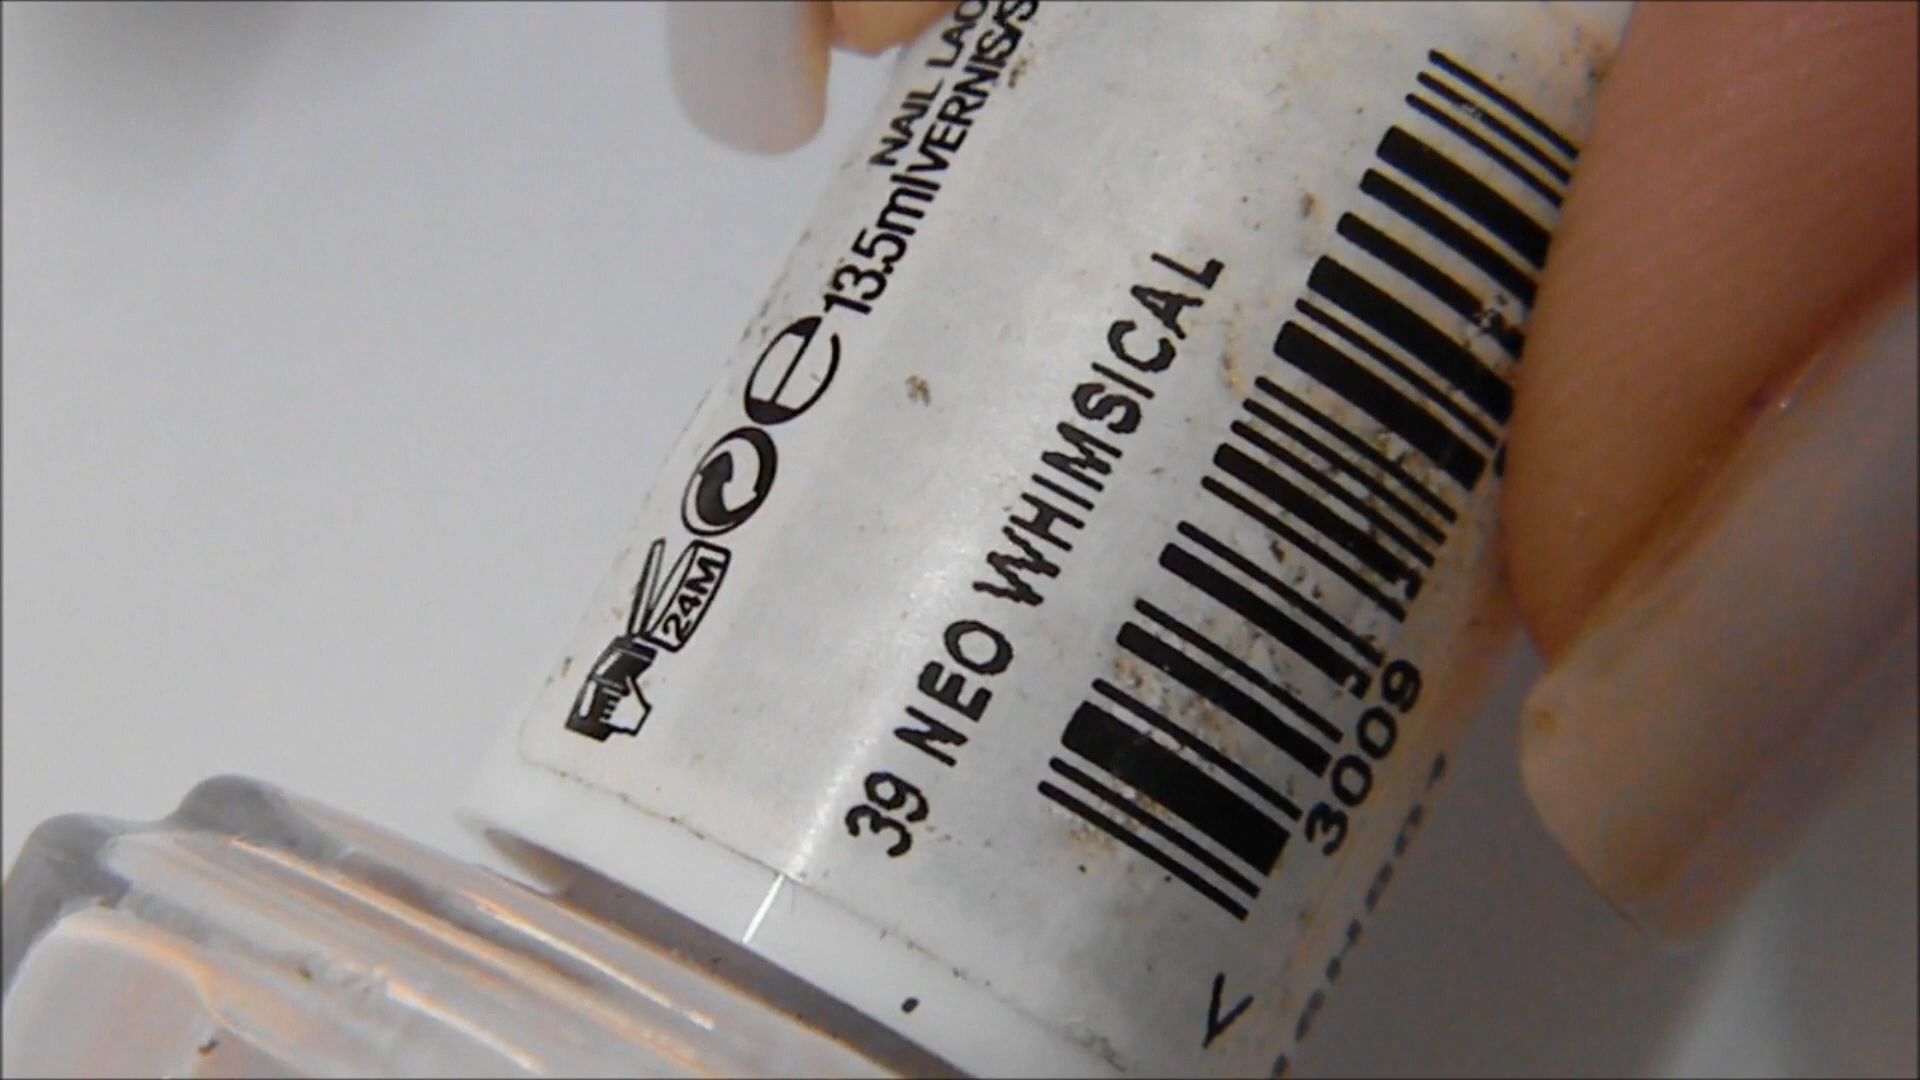 NAIL LAC
e 13.5ml VERNIS
24M
39 NEO WHIMSICAL
3009